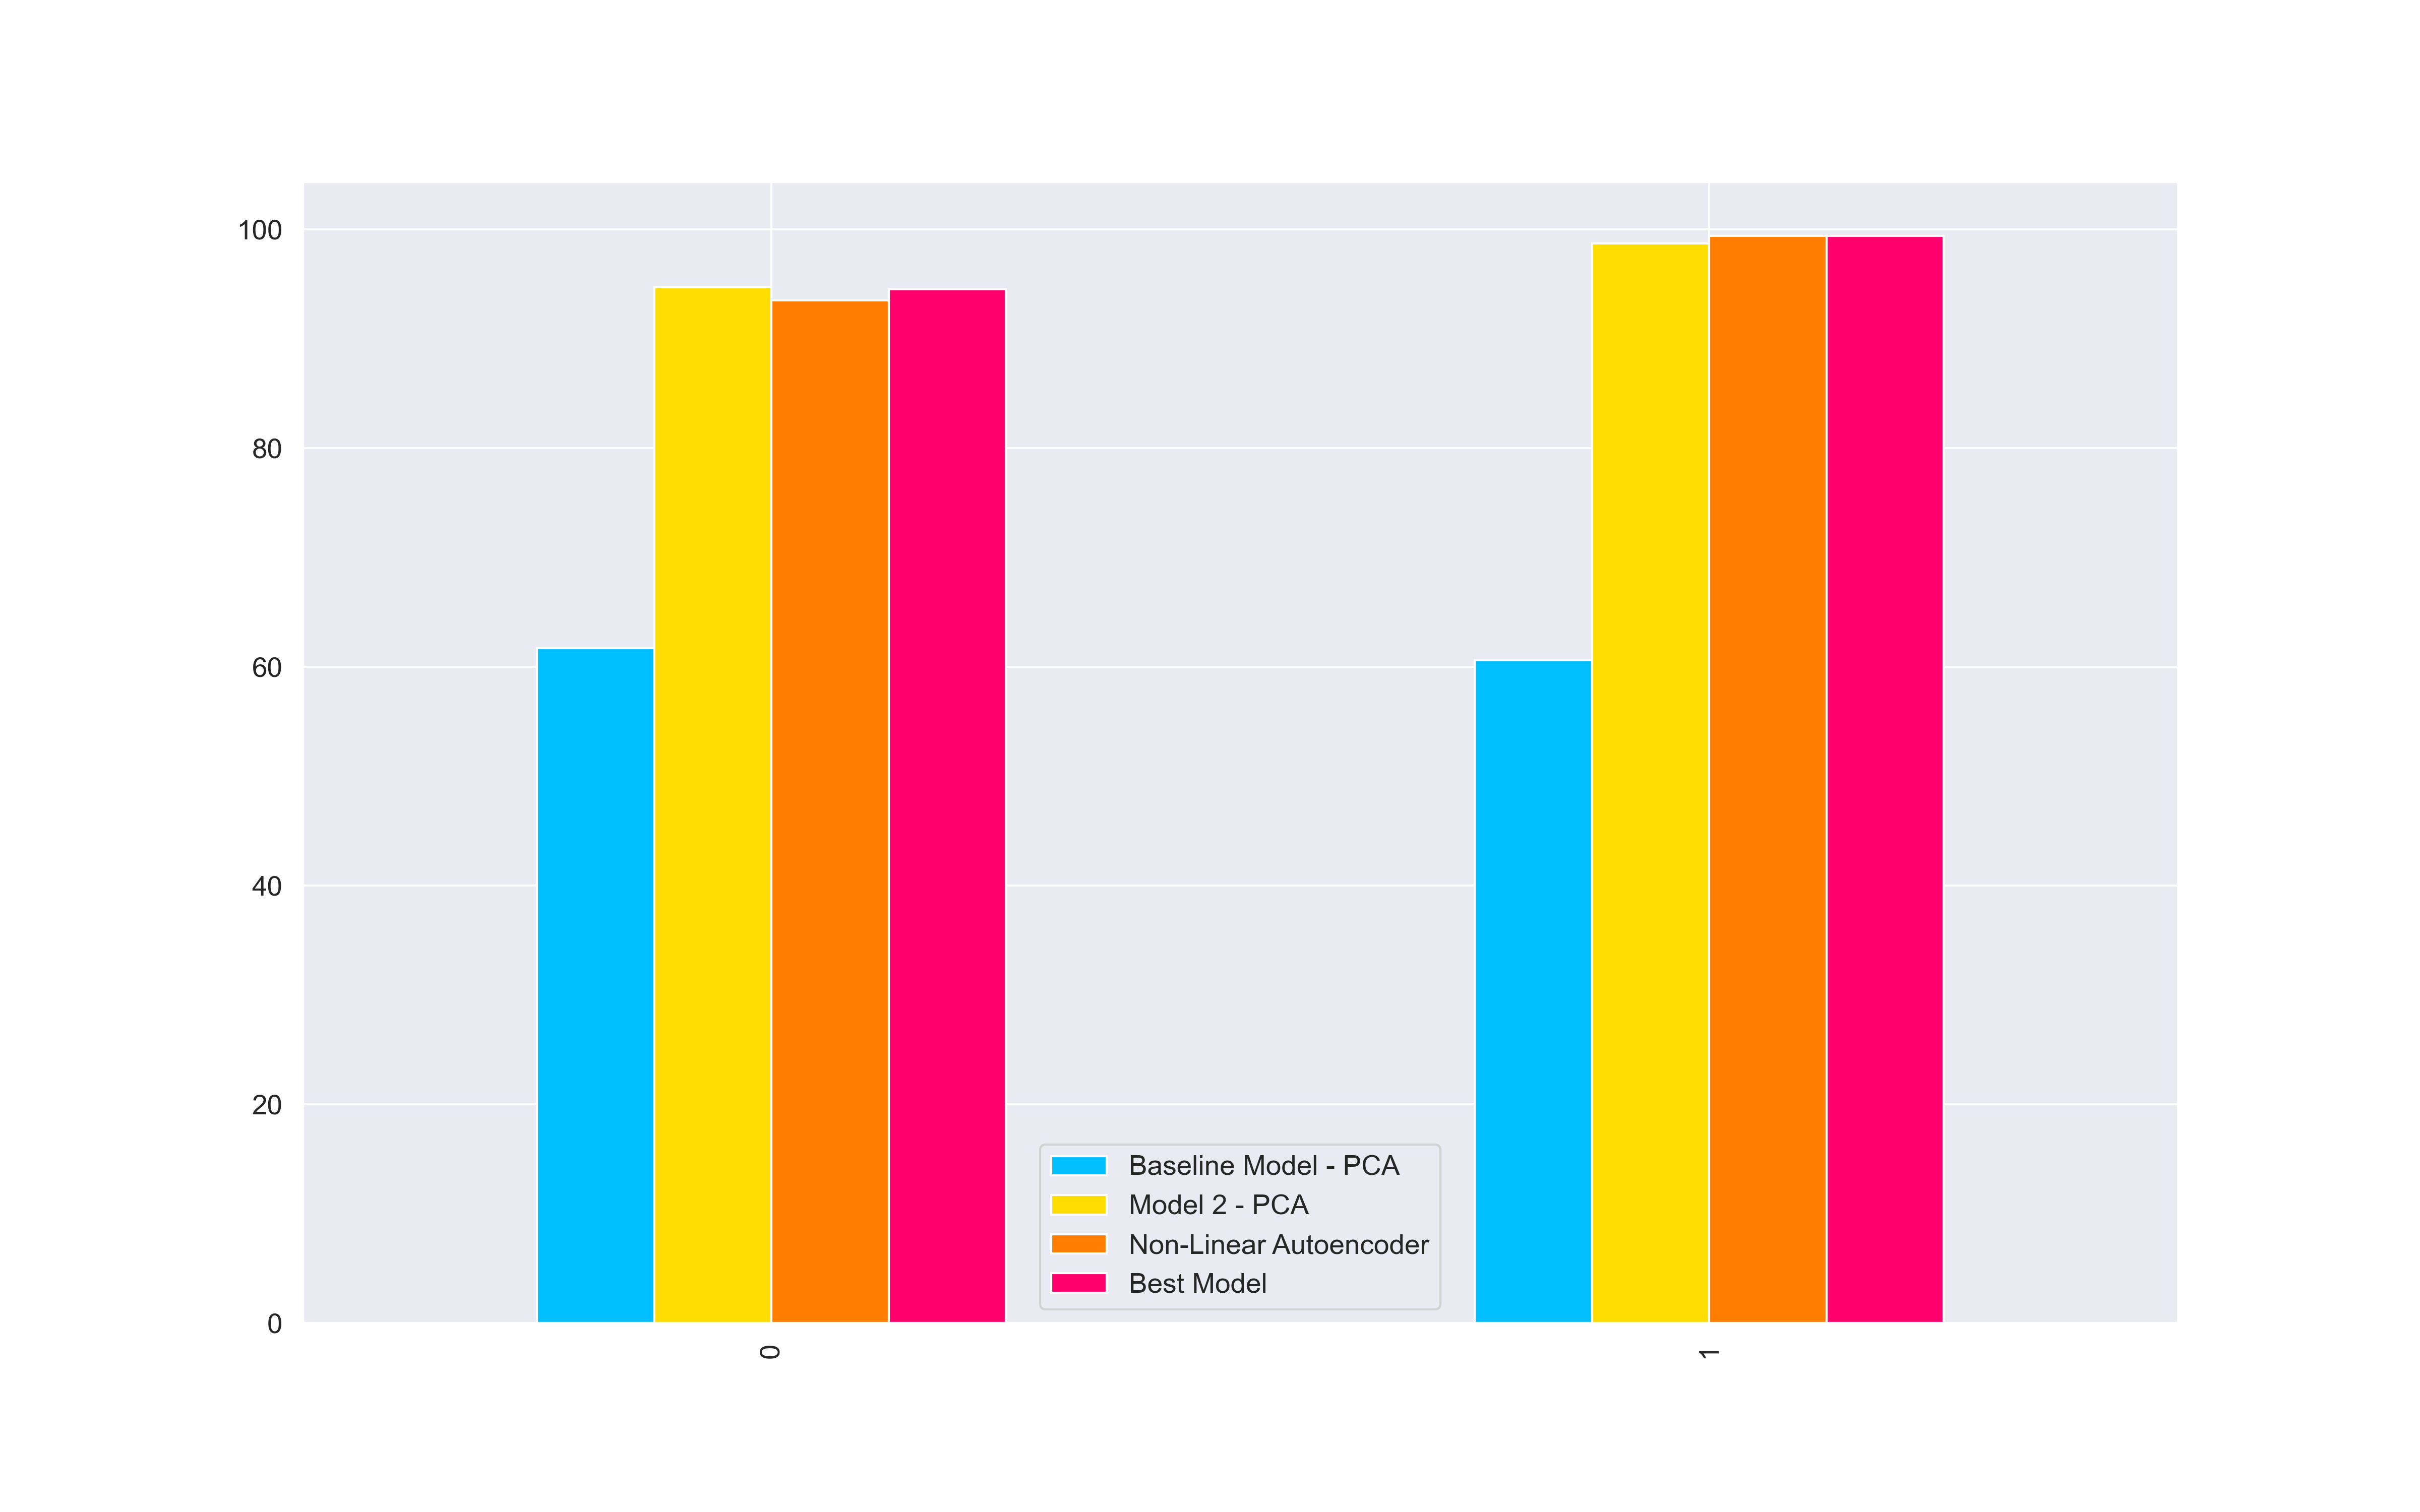 100
80
60
40
20
0
Baseline Model - PCA
Model 2 - PCA
Non-Linear Autoencoder
Best Model
0
1